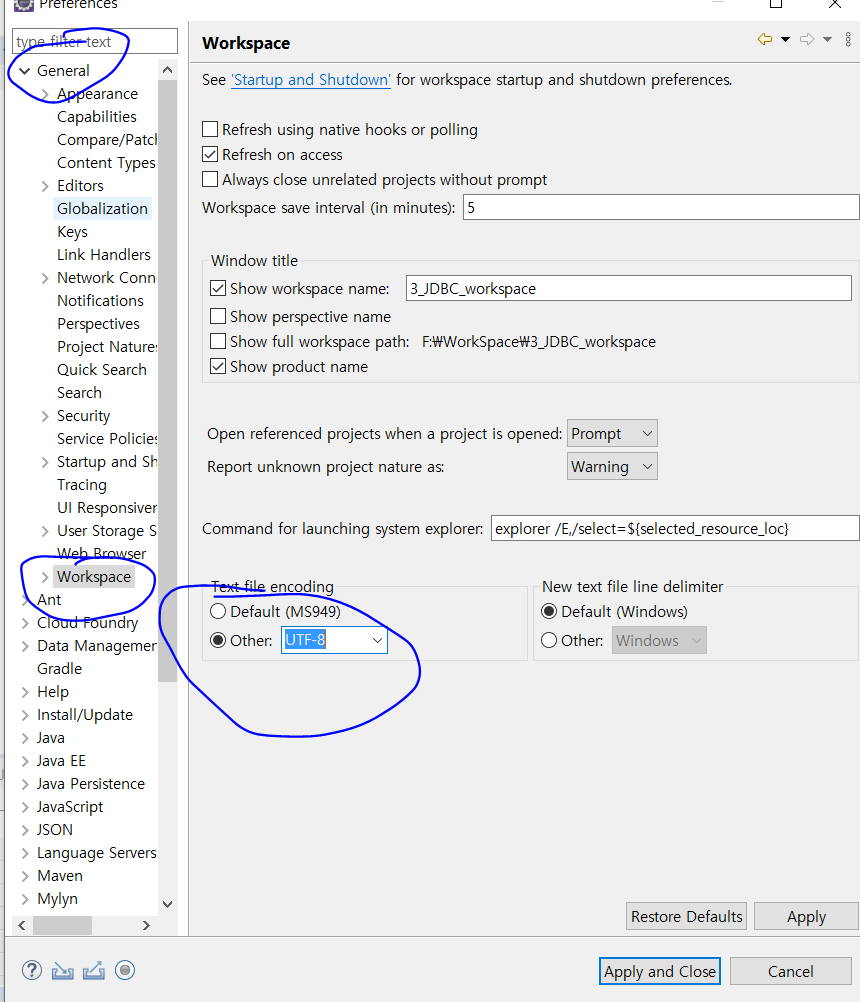 Preferences
type filter text
General
Appearance
Capabilities
Compare/Patch
Content Types
Editors
Globalization
Keys
Link Handlers
Network Conn
Notifications
Perspectives
Project Natures
Quick Search
Search
Security
Service Policies
Startup and Sh
Tracing
UI Responsiven
User Storage S
Web Browser
Workspace
Ant
Cloud Foundry
Data Managemen
Gradle
Help
Install/Update
Java
Java EE
Java Persistence
JavaScript
JSON
Language Servers
Maven
Mylyn
Workspace
See 'Startup and Shutdown' for workspace startup and shutdown preferences.
Refresh using native hooks or polling
Refresh on access
Always close unrelated projects without prompt
Workspace save interval (in minutes): 5
Window title
Show workspace name: 3_JDBC_workspace
Show perspective name
Show full workspace path: F:₩WorkSpace₩3_JDBC_workspace
Show product name
Open referenced projects when a project is opened: Prompt
Report unknown project nature as: Warning
Command for launching system explorer: explorer /E,/select=${selected_resource_loc}
Text file encoding
Default (MS949)
Other: UTF-8
New text file line delimiter
Default (Windows)
Other: Windows
Restore Defaults Apply
Apply and Close Cancel